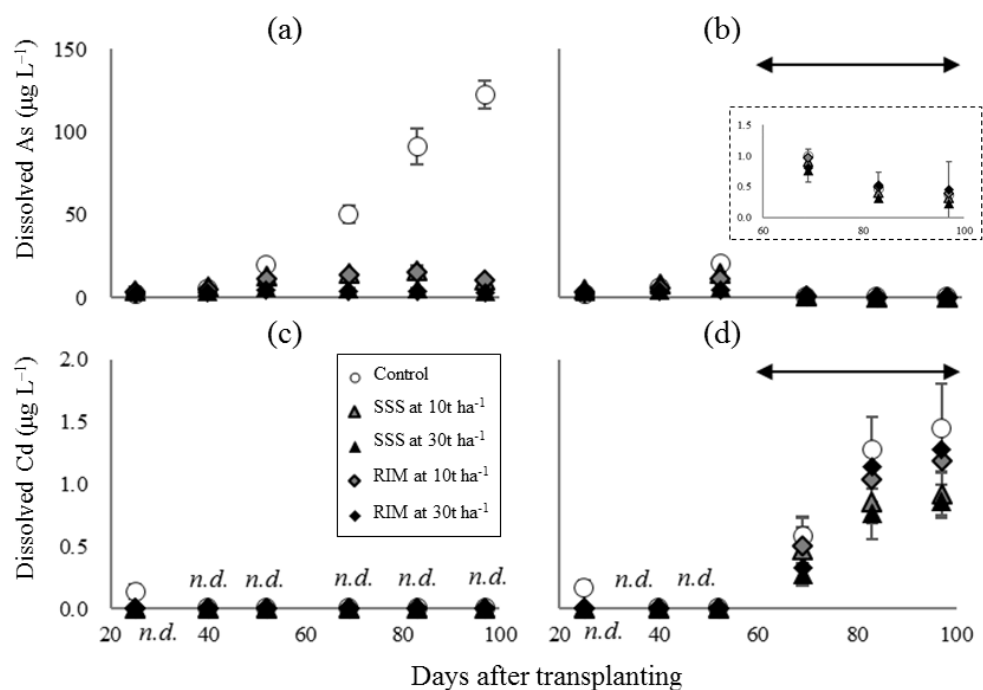 (a)
(b)
Dissolved As (µg L⁻¹)
150
100
50
0
1.5
1.0
0.5
0.0
60
80
100
(c)
(d)
Dissolved Cd (µg L⁻¹)
2.0
1.5
1.0
0.5
0.0
Control
SSS at 10t ha⁻¹
SSS at 30t ha⁻¹
RIM at 10t ha⁻¹
RIM at 30t ha⁻¹
n.d. n.d. n.d. n.d. n.d.
n.d. n.d.
n.d.
n.d.
20 40 60 80 100
20 40 60 80 100
Days after transplanting